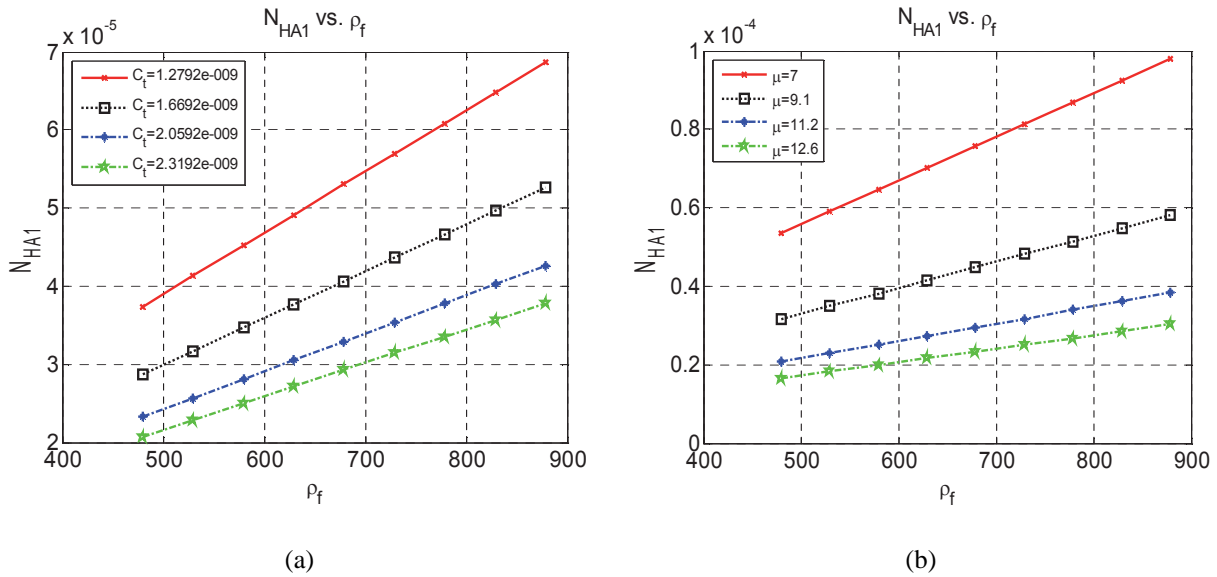 N_HA1 vs. ρ_f
x 10^-5
7
6
5
4
3
2
400 500 600 700 800 900
N_HA1
ρ_f
C_t=1.2792e-009
C_t=1.6692e-009
C_t=2.0592e-009
C_t=2.3192e-009
(a)
N_HA1 vs. ρ_f
x 10^-4
1
0.8
0.6
0.4
0.2
0
400 500 600 700 800 900
N_HA1
ρ_f
μ=7
μ=9.1
μ=11.2
μ=12.6
(b)